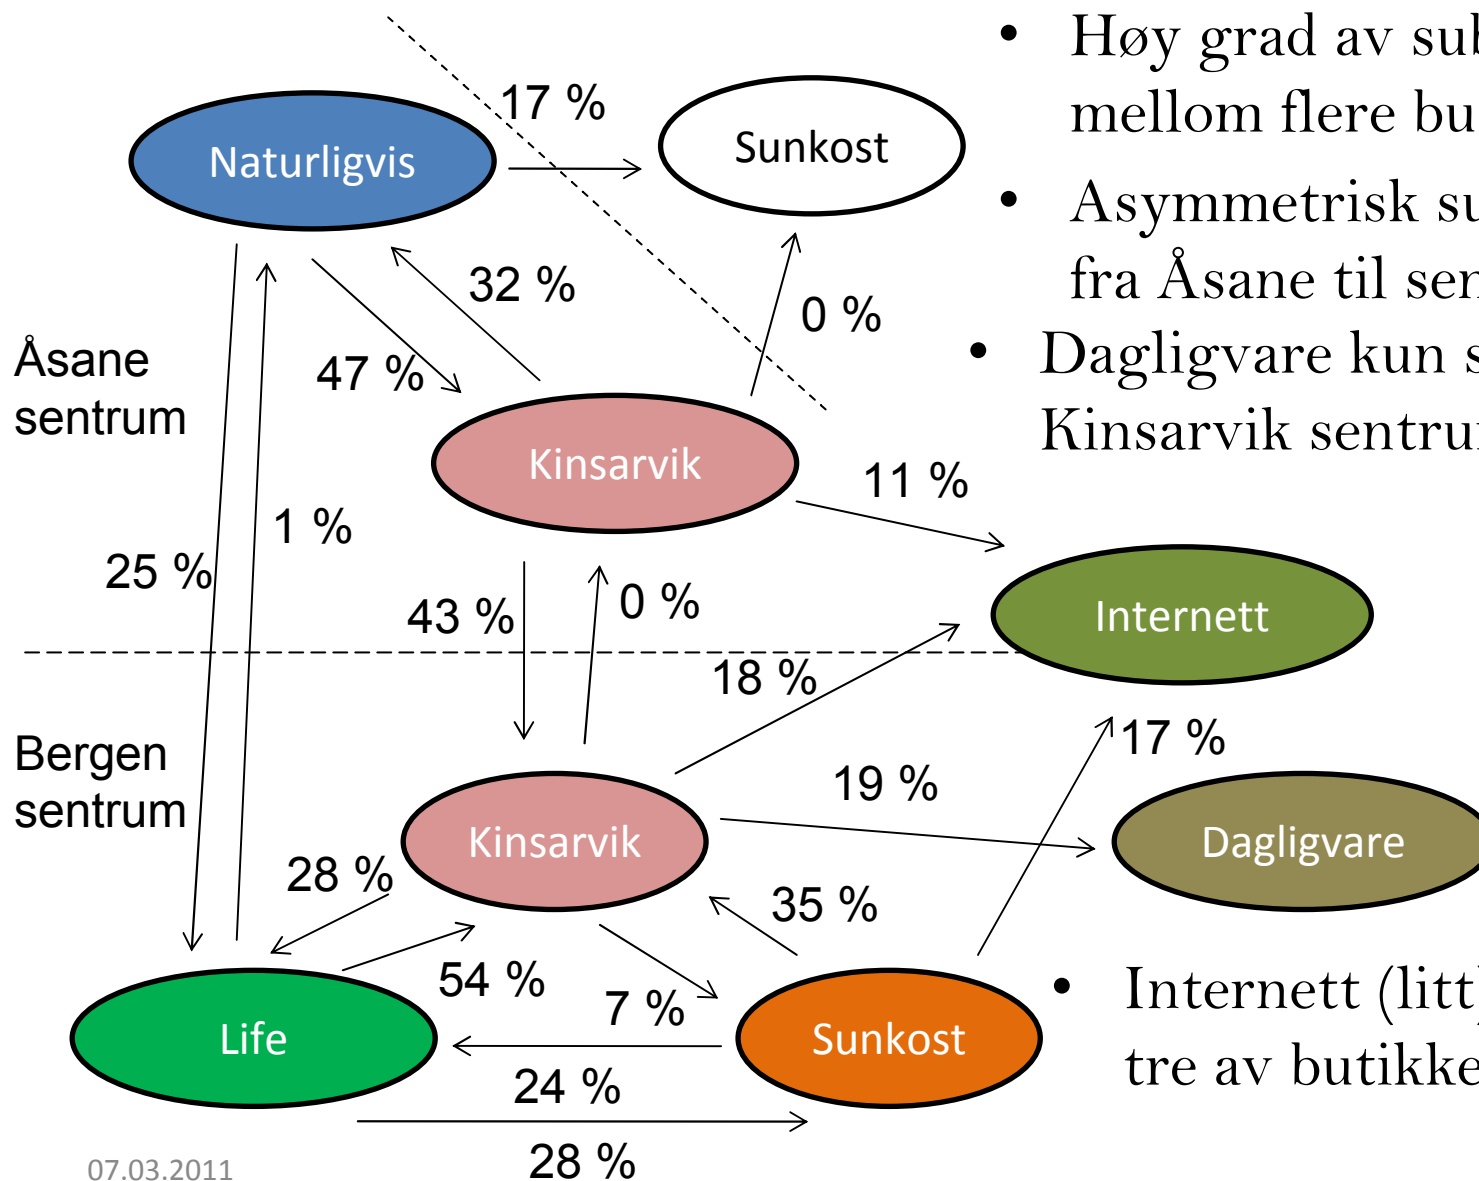 Høy grad av
mellom flere
Asymmetrisk
fra Åsane til
Dagligvare kun
Kinsarvik
Naturligvis
17 %
Sunkost
32 %
47 %
0 %
Åsane
sentrum
Kinsarvik
11 %
25 %
1 %
43 %
0 %
Internett
18 %
17 %
Bergen
sentrum
19 %
Kinsarvik
Dagligvare
28 %
35 %
54 %
7 %
Life
Sunkost
24 %
28 %
Internett (litt)
tre av
07.03.2011